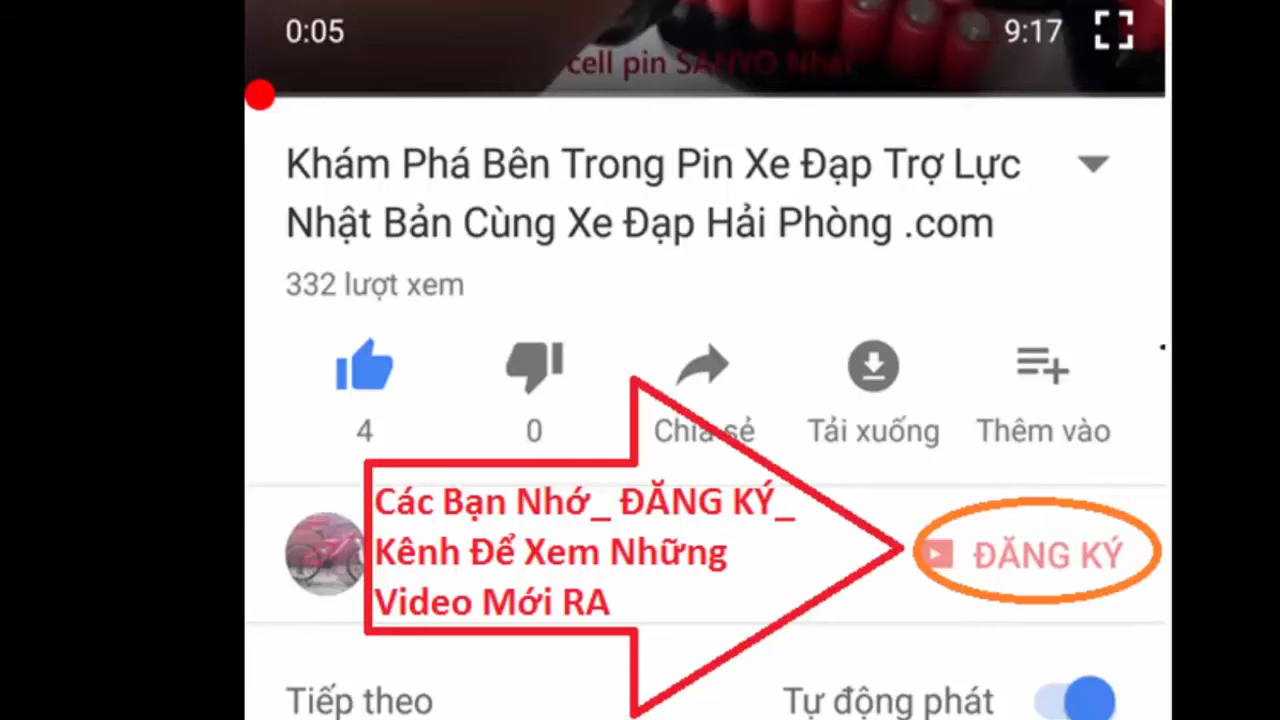 0:05
9:17
cell pin SANYO Nhật
Khám Phá Bên Trong Pin Xe Đạp Trợ Lực
Nhật Bản Cùng Xe Đạp Hải Phòng .com
332 lượt xem
4
0
Chia sẻ
Tải xuống
Thêm vào
Các Bạn Nhớ_ ĐĂNG KÝ_
Kênh Để Xem Những
Video Mới RA
ĐĂNG KÝ
Tiếp theo
Tự động phát